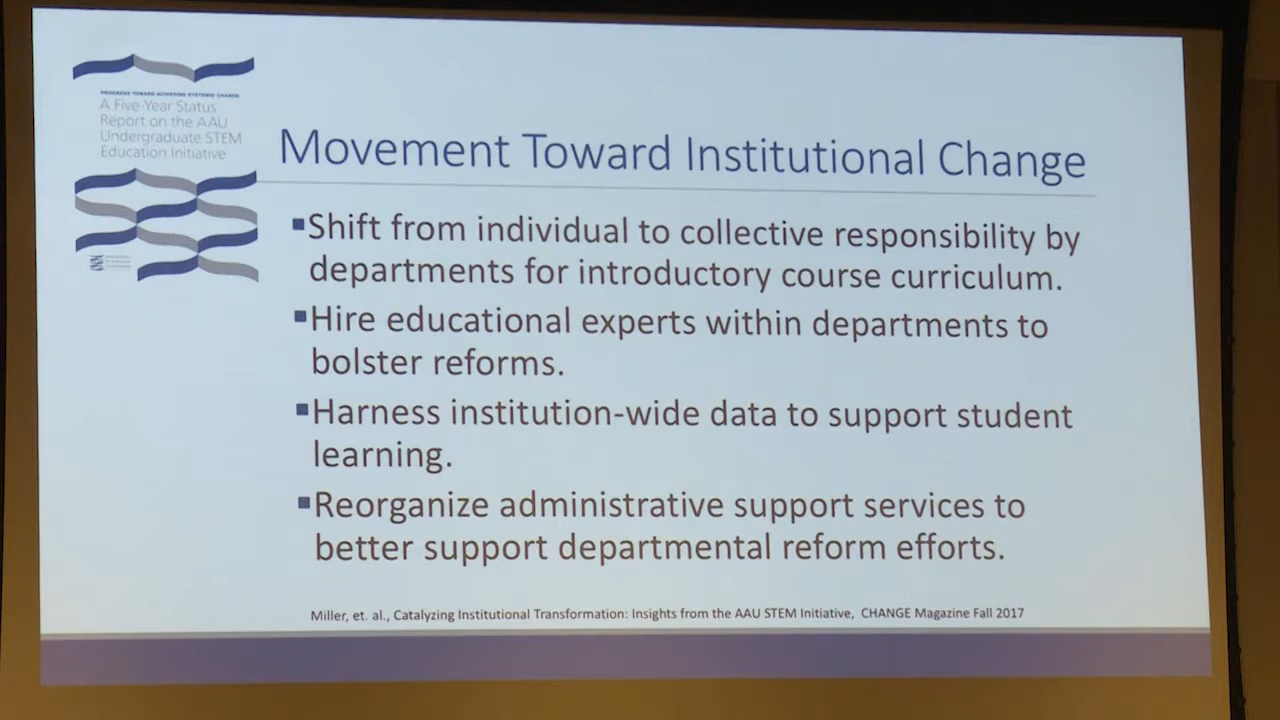 PROGRESS TOWARD ACHIEVING SYSTEMIC CHANGE
A Five-Year Status
Report on the AAU
Undergraduate STEM
Education Initiative
Movement Toward Institutional Change
▪Shift from individual to collective responsibility by
departments for introductory course curriculum.
▪Hire educational experts within departments to
bolster reforms.
▪Harness institution-wide data to support student
learning.
▪Reorganize administrative support services to
better support departmental reform efforts.
Miller, et. al., Catalyzing Institutional Transformation: Insights from the AAU STEM Initiative, CHANGE Magazine Fall 2017